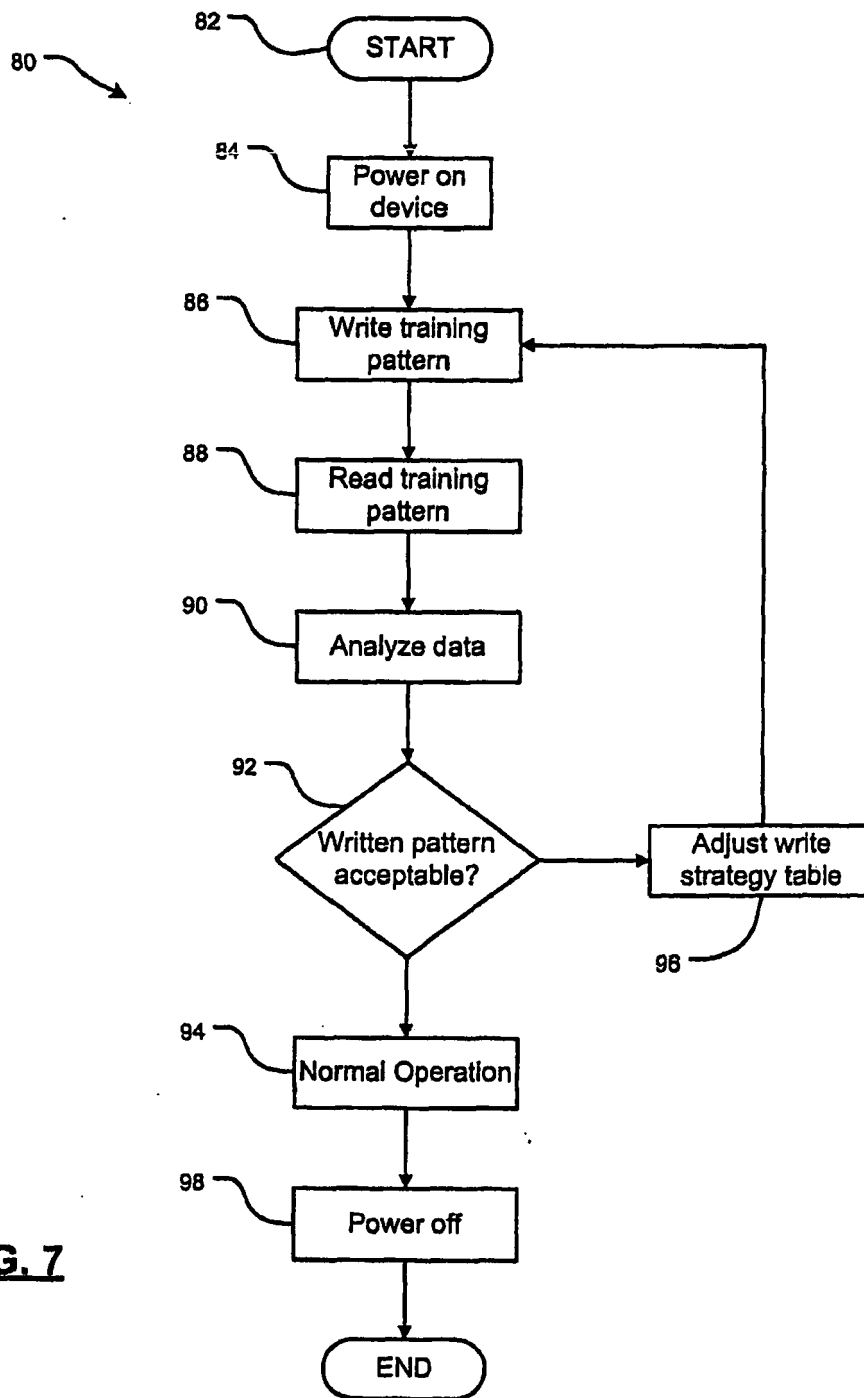 82
START
80
84
Power on
device
86
Write training
pattern
88
Read training
pattern
90
Analyze data
92
Written pattern
acceptable?
Adjust write
strategy table
96
94
Normal Operation
98
Power off
G. 7
END